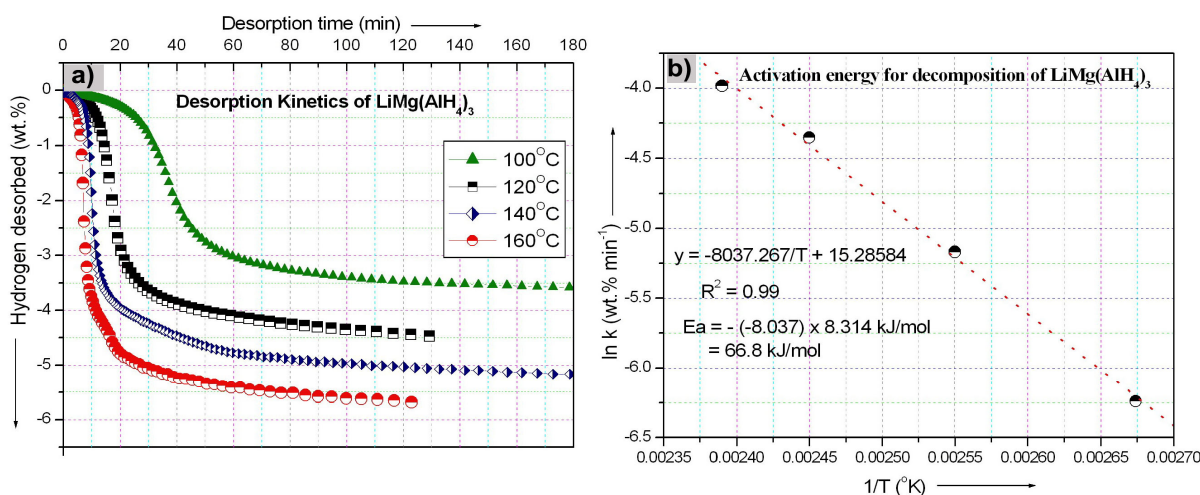 Desorption time (min)
0 20 40 60 80 100 120 140 160 180
a)
Desorption Kinetics of LiMg(AlH₄)₃
0
-1
-2
-3
-4
-5
-6
Hydrogen desorbed (wt.%)
100°C
120°C
140°C
160°C
b)
Activation energy for decomposition of LiMg(AlH₄)₃
-4.0
-4.5
-5.0
-5.5
-6.0
-6.5
ln k (wt.% min⁻¹)
y = -8037.267/T + 15.28584
R² = 0.99
Ea = - (-8.037) x 8.314 kJ/mol
= 66.8 kJ/mol
0.00235 0.00240 0.00245 0.00250 0.00255 0.00260 0.00265 0.00270
1/T (°K)